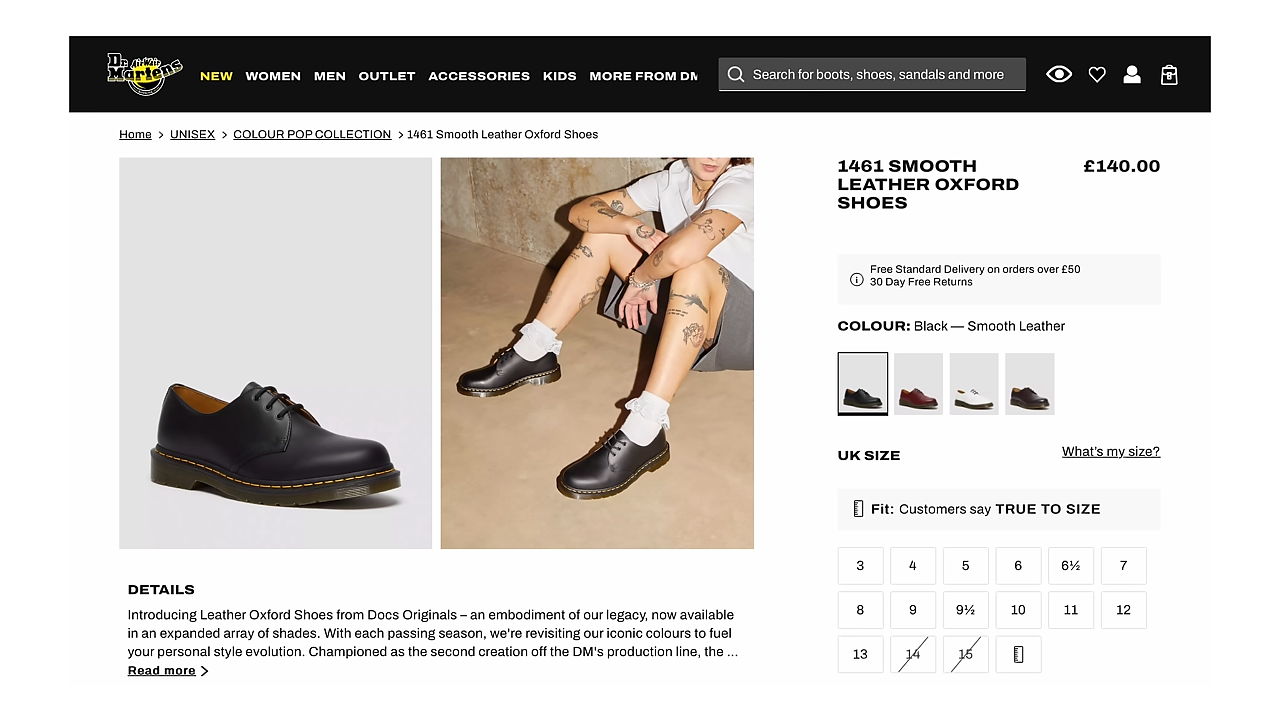 Dr. AirWair
Martens
NEW WOMEN MEN OUTLET ACCESSORIES KIDS MORE FROM DM
Search for boots, shoes, sandals and more
Home > UNISEX > COLOUR POP COLLECTION > 1461 Smooth Leather Oxford Shoes
1461 SMOOTH
LEATHER OXFORD
SHOES
£140.00
Free Standard Delivery on orders over £50
30 Day Free Returns
COLOUR: Black — Smooth Leather
UK SIZE
What's my size?
Fit: Customers say TRUE TO SIZE
3 4 5 6 6½ 7
8 9 9½ 10 11 12
13 14 15
DETAILS
Introducing Leather Oxford Shoes from Docs Originals – an embodiment of our legacy, now available
in an expanded array of shades. With each passing season, we're revisiting our iconic colours to fuel
your personal style evolution. Championed as the second creation off the DM's production line, the ...
Read more >